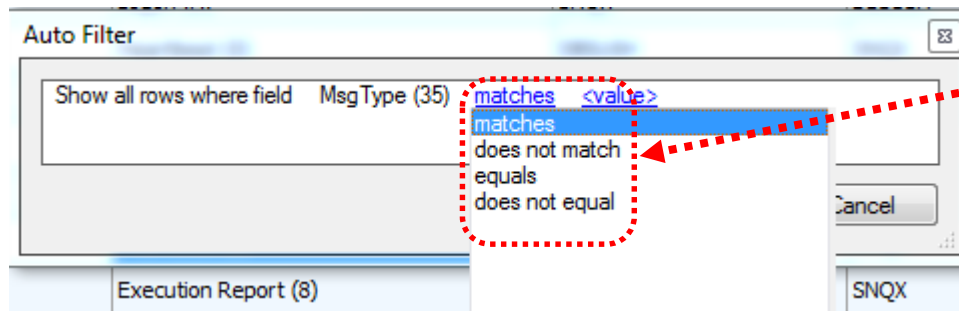 Auto Filter
Show all rows where field MsgType (35) matches <value>
matches
does not match
equals
does not equal
Cancel
Execution Report (8) SNQX